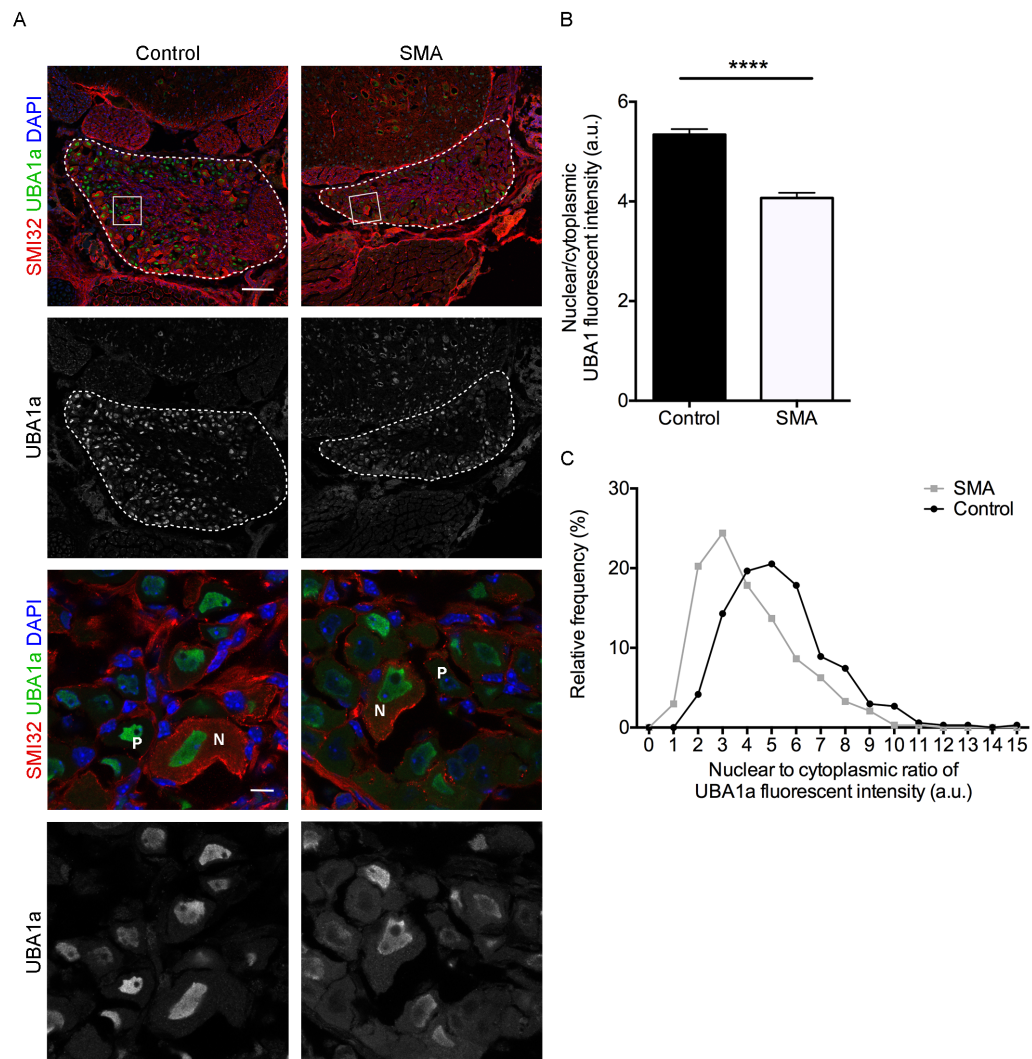 A
Control
SMA
SMI32 UBA1a DAPI
UBA1a
SMI32 UBA1a DAPI
P
N
P
N
UBA1a
B
****
Nuclear/cytoplasmic
UBA1 fluorescent intensity (a.u.)
6
4
2
0
Control
SMA
C
SMA
Control
Relative frequency (%)
30
20
10
0
0 1 2 3 4 5 6 7 8 9 10 11 12 13 14 15
Nuclear to cytoplasmic ratio of
UBA1a fluorescent intensity (a.u.)